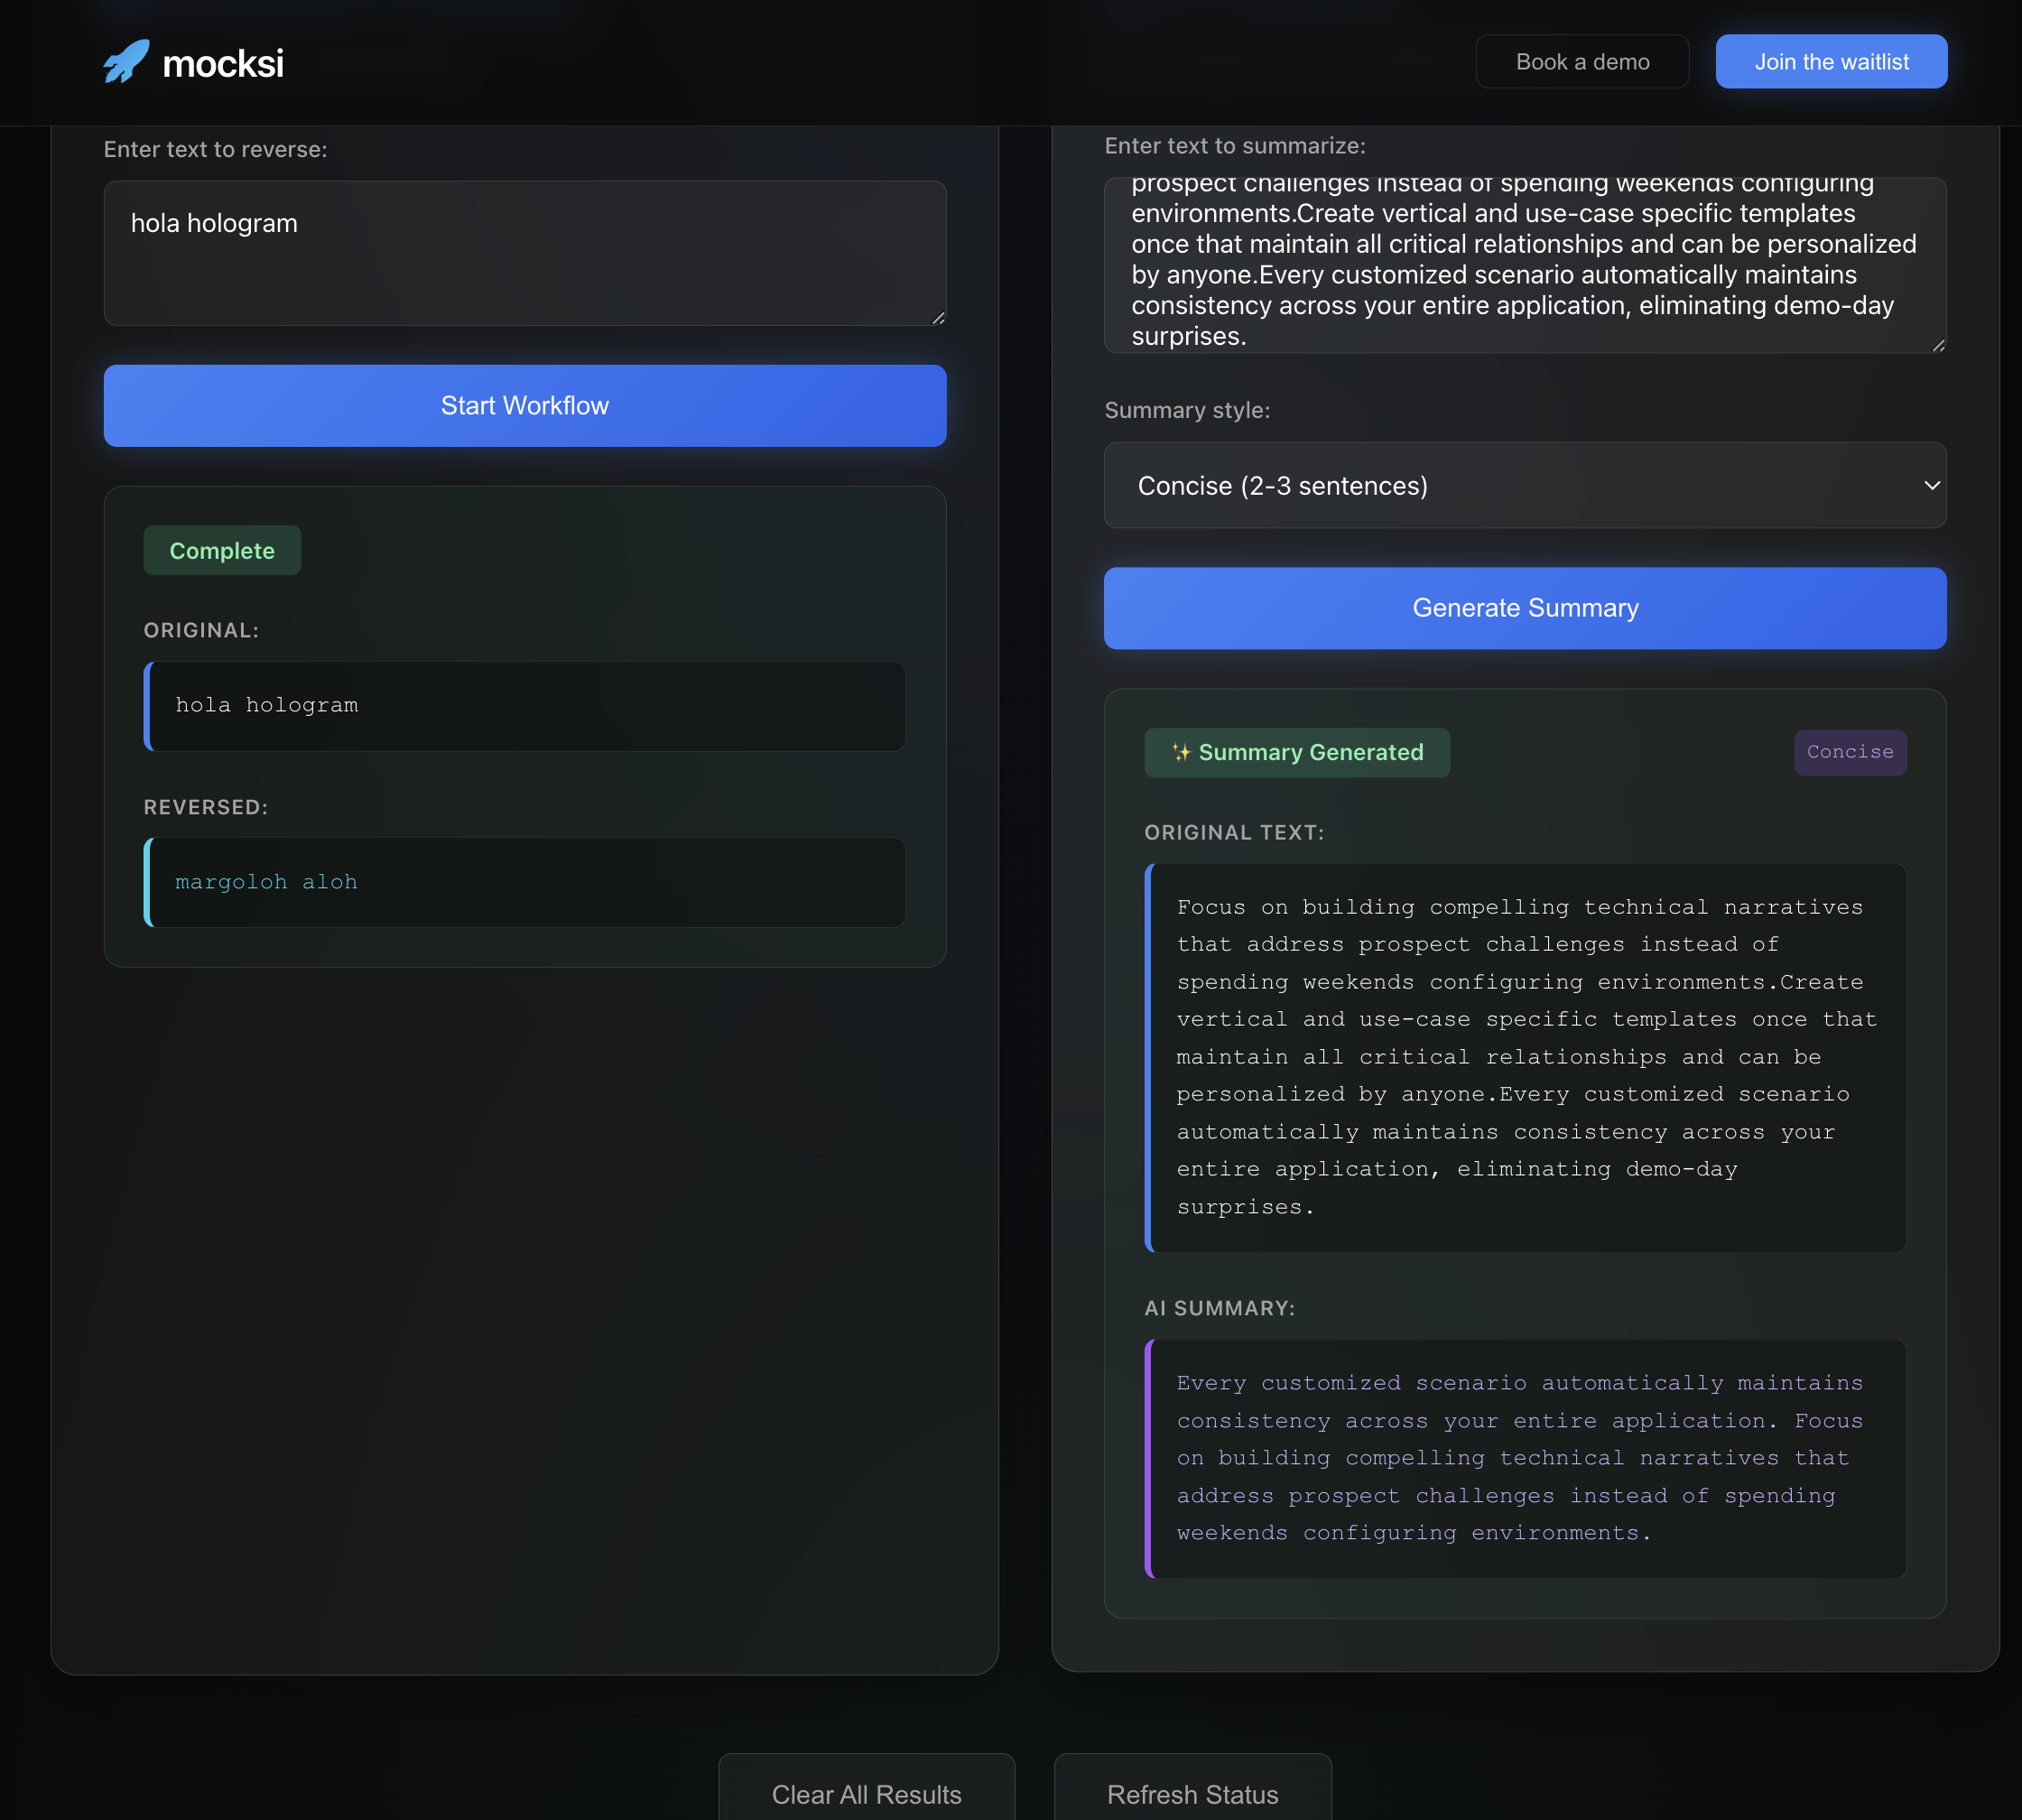 mocksi
Book a demo
Join the waitlist
Enter text to reverse:
hola hologram
Start Workflow
Complete
ORIGINAL:
hola hologram
REVERSED:
margoloh aloh
Enter text to summarize:
prospect challenges instead of spending weekends configuring
environments.Create vertical and use-case specific templates
once that maintain all critical relationships and can be personalized
by anyone.Every customized scenario automatically maintains
consistency across your entire application, eliminating demo-day
surprises.
Summary style:
Concise (2-3 sentences)
Generate Summary
✨ Summary Generated
Concise
ORIGINAL TEXT:
Focus on building compelling technical narratives
that address prospect challenges instead of
spending weekends configuring environments.Create
vertical and use-case specific templates once that
maintain all critical relationships and can be
personalized by anyone.Every customized scenario
automatically maintains consistency across your
entire application, eliminating demo-day
surprises.
AI SUMMARY:
Every customized scenario automatically maintains
consistency across your entire application. Focus
on building compelling technical narratives that
address prospect challenges instead of spending
weekends configuring environments.
Clear All Results
Refresh Status